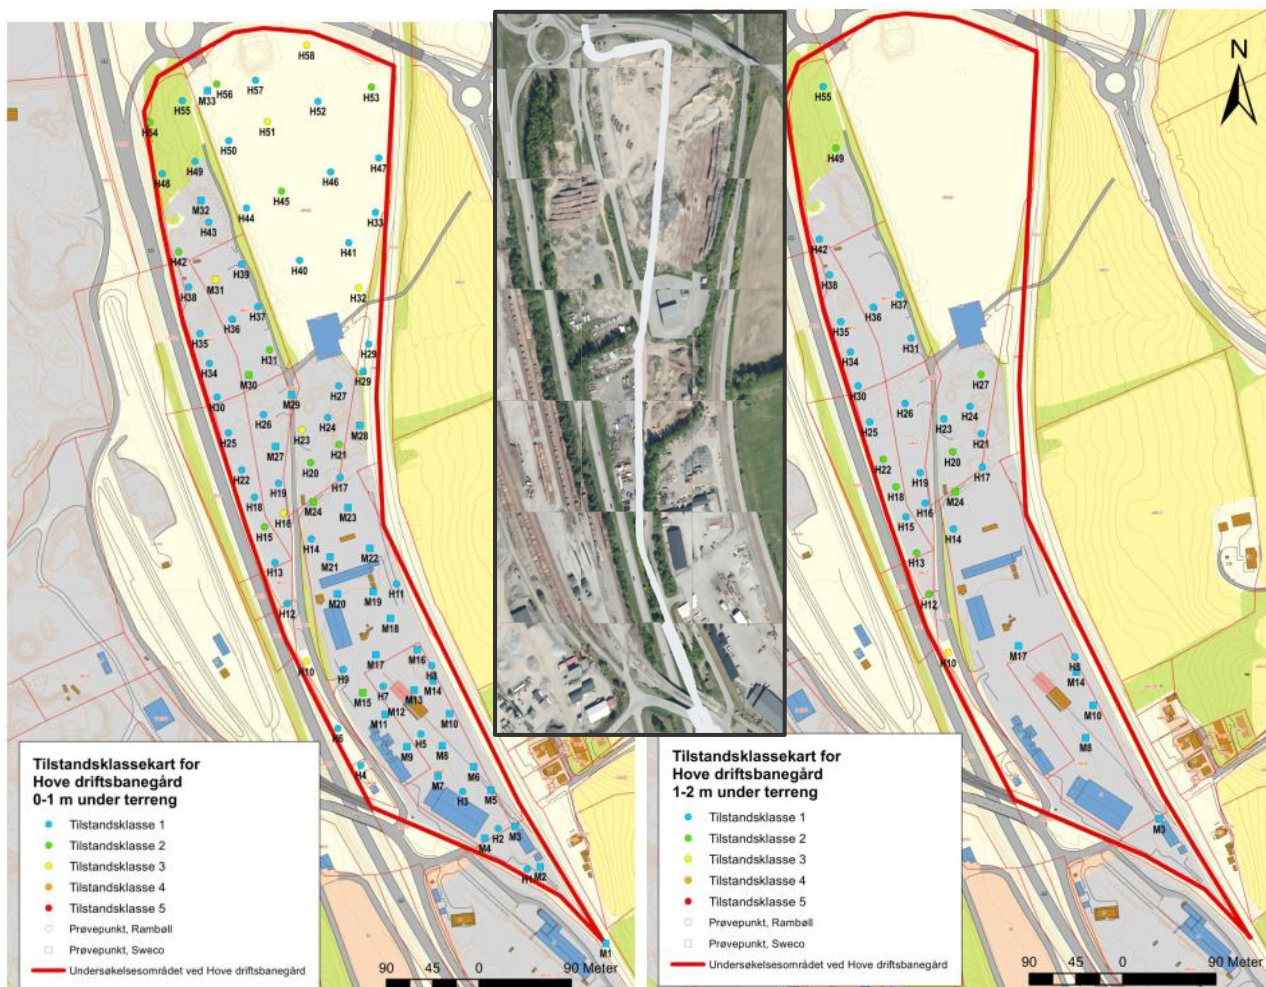 H58
H57
H56
M33
H55
H54
H53
H52
H51
H50
H49
H48
H47
H46
H45
M32
H44
H43
H33
H42
H41
H40
H39
M31
H38
H32
H37
H36
H35
H31
H34
H29
M30
H29
H30
M29
H27
H26
H24
H23
M28
H25
M27
H21
H20
H22
H19
H17
H18
M24
H16
M23
H15
H14
M21
M22
H13
M20
M19
H11
H12
M18
M17
M16
H10
H9
H8
H7
M13
M14
M15
M12
M11
M10
H6
H5
M9
M8
H4
M7
M6
H3
M5
H2
M3
M4
H1
M2
M1
Tilstandsklassekart for
Hove driftsbanegård
0-1 m under terreng
Tilstandsklasse 1
Tilstandsklasse 2
Tilstandsklasse 3
Tilstandsklasse 4
Tilstandsklasse 5
Prøvepunkt, Rambøll
Prøvepunkt, Sweco
Undersøkelsesområdet ved Hove driftsbanegård
90 45 0 90 Meter
N
H55
H49
H42
H38
H37
H36
H35
H31
H34
H30
H27
H26
H24
H25
H23
H21
H22
H20
H19
H17
H18
M24
H15
H16
H14
H13
H12
H10
M17
H8
M14
M10
M8
M3
Tilstandsklassekart for
Hove driftsbanegård
1-2 m under terreng
Tilstandsklasse 1
Tilstandsklasse 2
Tilstandsklasse 3
Tilstandsklasse 4
Tilstandsklasse 5
Prøvepunkt, Rambøll
Prøvepunkt, Sweco
Undersøkelsesområdet ved Hove driftsbanegård
90 45 0 90 Meter